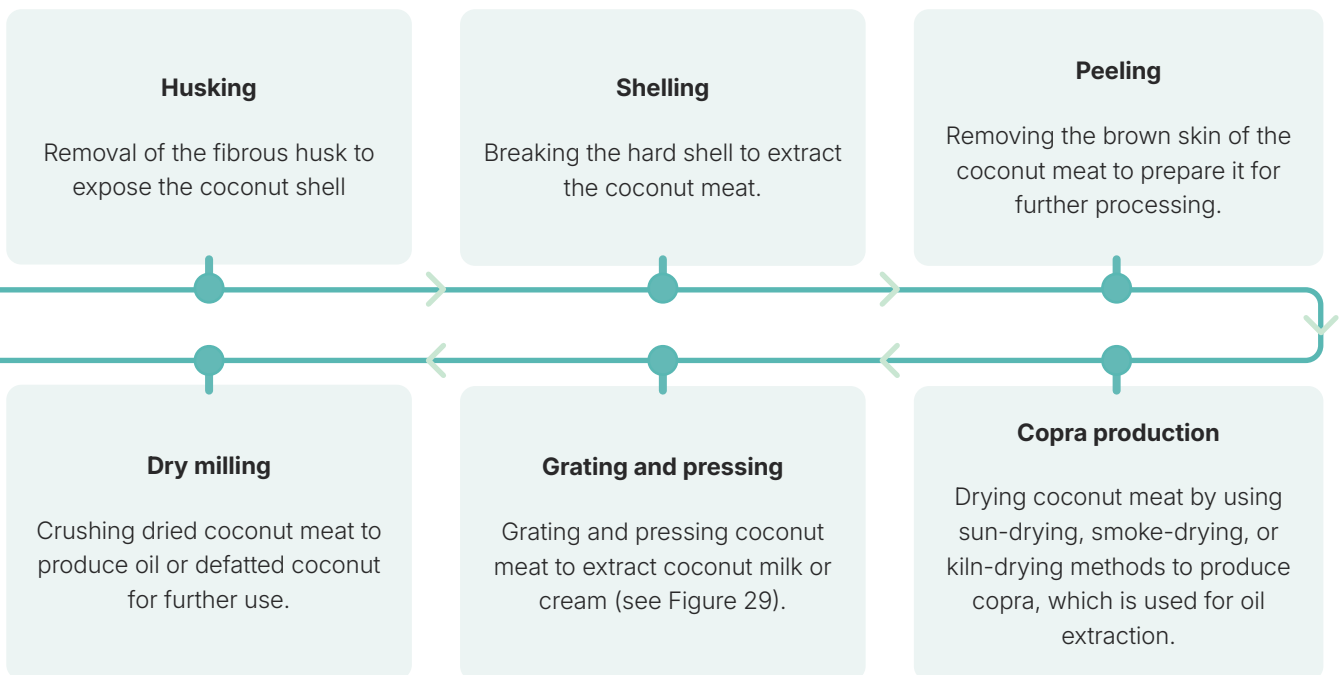 Husking
Removal of the fibrous husk to
expose the coconut shell
Shelling
Breaking the hard shell to extract
the coconut meat.
Peeling
Removing the brown skin of the
coconut meat to prepare it for
further processing.
Copra production
Drying coconut meat by using
sun-drying, smoke-drying, or
kiln-drying methods to produce
copra, which is used for oil
extraction.
Grating and pressing
Grating and pressing coconut
meat to extract coconut milk or
cream (see Figure 29).
Dry milling
Crushing dried coconut meat to
produce oil or defatted coconut
for further use.